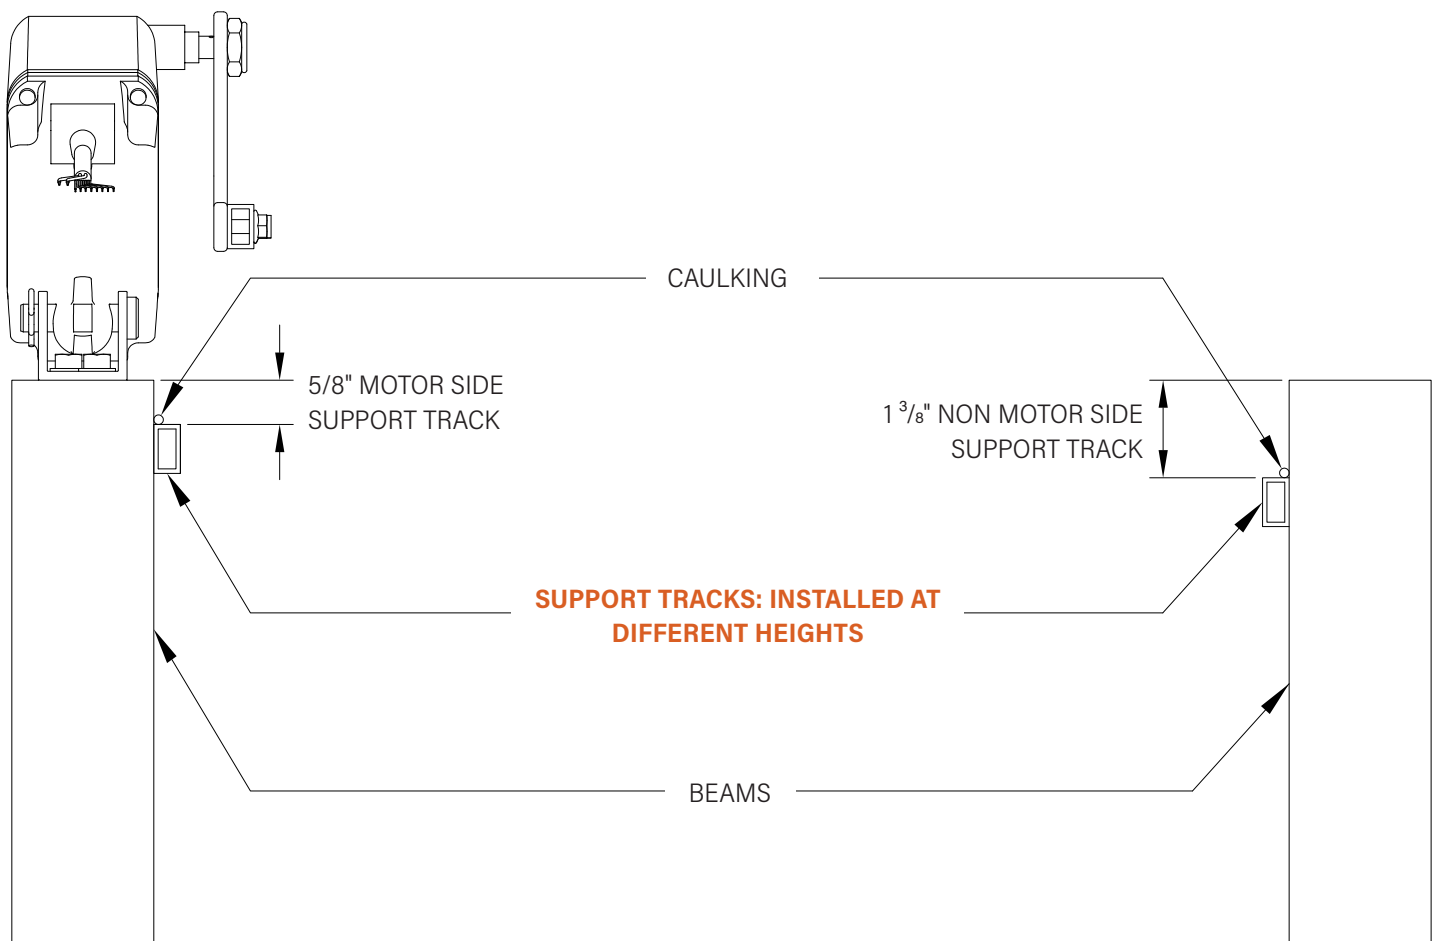 CAULKING
5/8" MOTOR SIDE
SUPPORT TRACK
1 3/8" NON MOTOR SIDE
SUPPORT TRACK
SUPPORT TRACKS: INSTALLED AT
DIFFERENT HEIGHTS
BEAMS